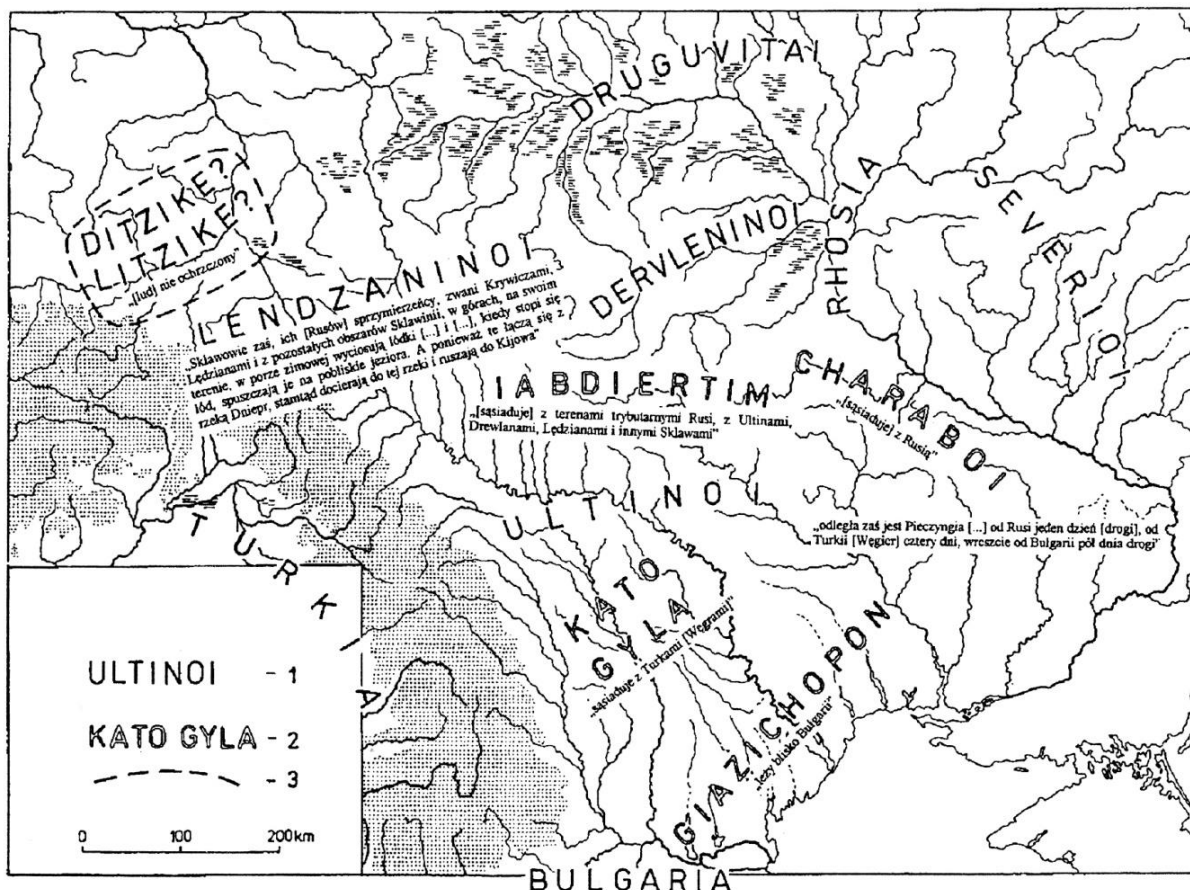 DRUGUVITAI
DITZIKE?
LITZIKE?!
„[lud] nie ochrzczony”
LENDZANINOI
„Sklawowie zaś, ich [Rusów] sprzymierzeńcy, zwani Krywiczami, z
Lędzianami i z pozostałych obszarów Sklawinii, w górach, na swoim
terenie, w porze zimowej wyciosują łódki [...] i [...], kiedy stopi się
lód, spuszczają je na pobliskie jeziora. A ponieważ te łączą się z
rzeką Dniepr, stamtąd docierają do tej rzeki i ruszają do Kijowa”
DERVLENINOI
RHOSIA
SEVERIOI
IABDIERTIM
„[sąsiaduje] z terenami trybutarnymi Rusi, z Ultinami,
Drewlanami, Lędzianami i innymi Sklawami”
CHARABOI
„[sąsiaduje] z Rusią”
ULTINOI
„odległa zaś jest Pieczyngia [...] od Rusi jeden dzień [drogi], od
Turkii [Węgier] cztery dni, wreszcie od Bułgarii pół dnia drogi”
TURKIA
KATO
GYLA
„sąsiaduje z Turkami [Węgrami]”
GIAZICHOPON
„leży blisko Bułgarii”
BULGARIA
ULTINOI - 1
KATO GYLA - 2
- 3
0 100 200 km